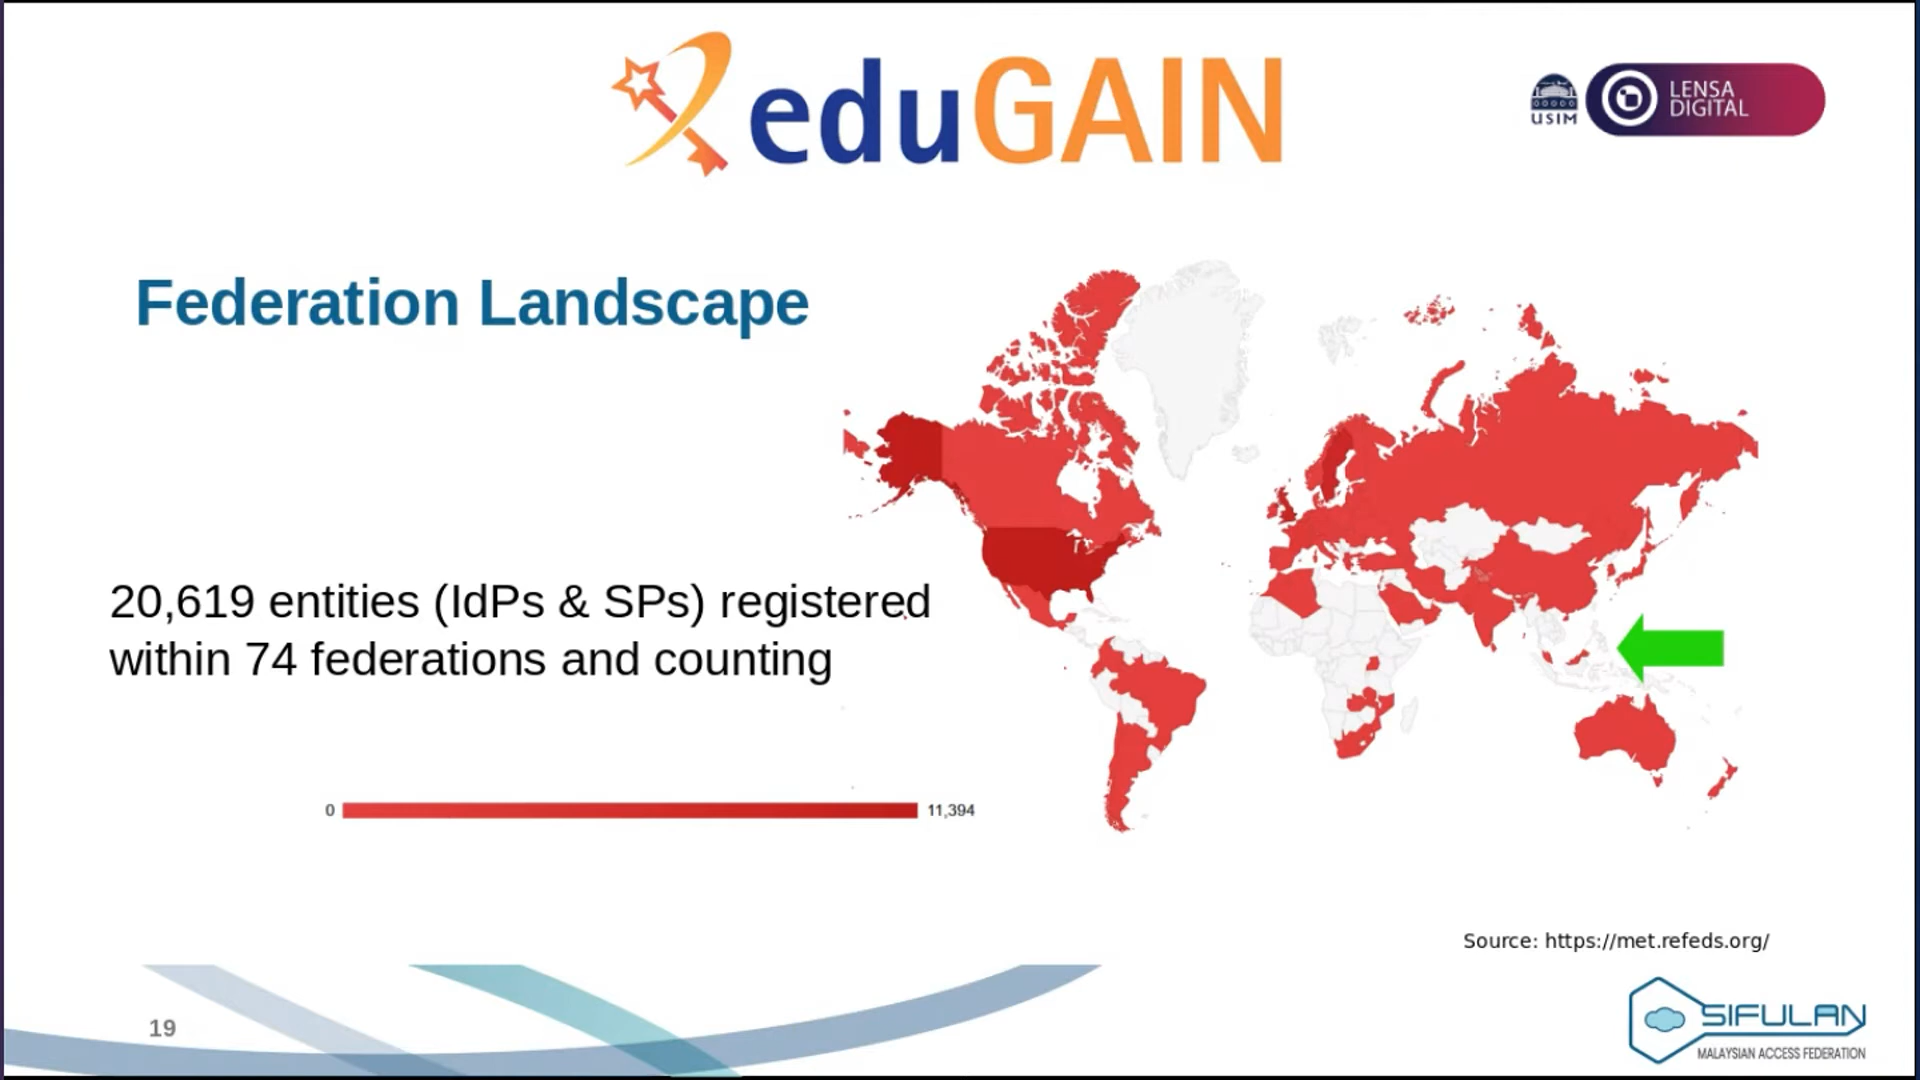 eduGAIN
USIM
LENSA
DIGITAL
Federation Landscape
20,619 entities (IdPs & SPs) registered
within 74 federations and counting
0
11,394
Source: https://met.refeds.org/
19
SIFULAN
MALAYSIAN ACCESS FEDERATION